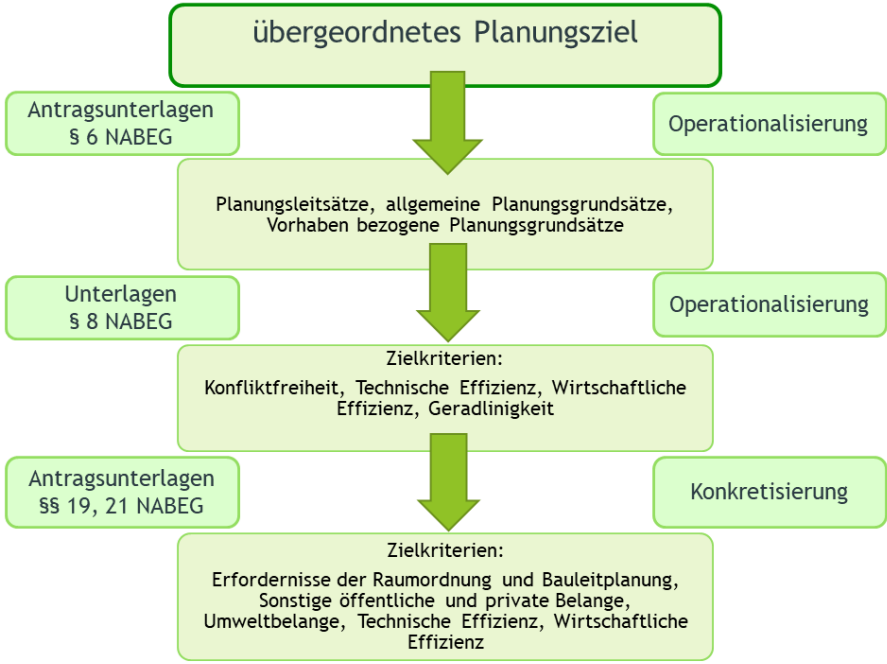 übergeordnetes Planungsziel
Antragsunterlagen
§ 6 NABEG
Operationalisierung
Planungsleitsätze, allgemeine Planungsgrundsätze,
Vorhaben bezogene Planungsgrundsätze
Unterlagen
§ 8 NABEG
Operationalisierung
Zielkriterien:
Konfliktfreiheit, Technische Effizienz, Wirtschaftliche
Effizienz, Geradlinigkeit
Antragsunterlagen
§§ 19, 21 NABEG
Konkretisierung
Zielkriterien:
Erfordernisse der Raumordnung und Bauleitplanung,
Sonstige öffentliche und private Belange,
Umweltbelange, Technische Effizienz, Wirtschaftliche
Effizienz